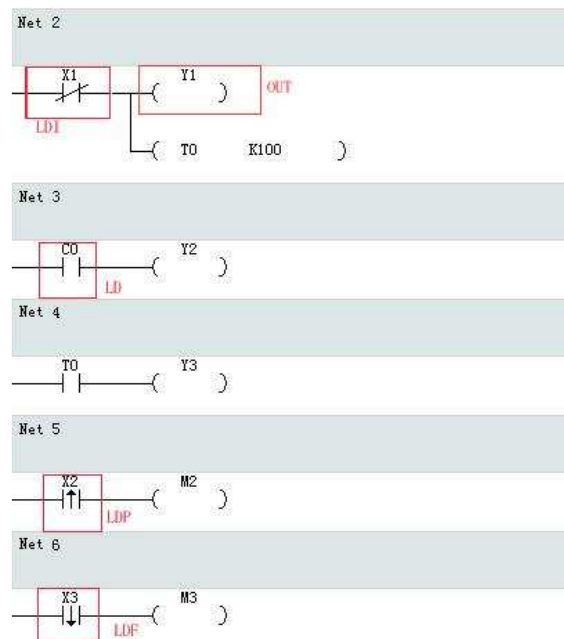 Net 2
X1 Y1 OUT
LDI
T0 K100
Net 3
C0 Y2
LD
Net 4
T0 Y3
Net 5
X2 M2
LDP
Net 6
X3 M3
LDF